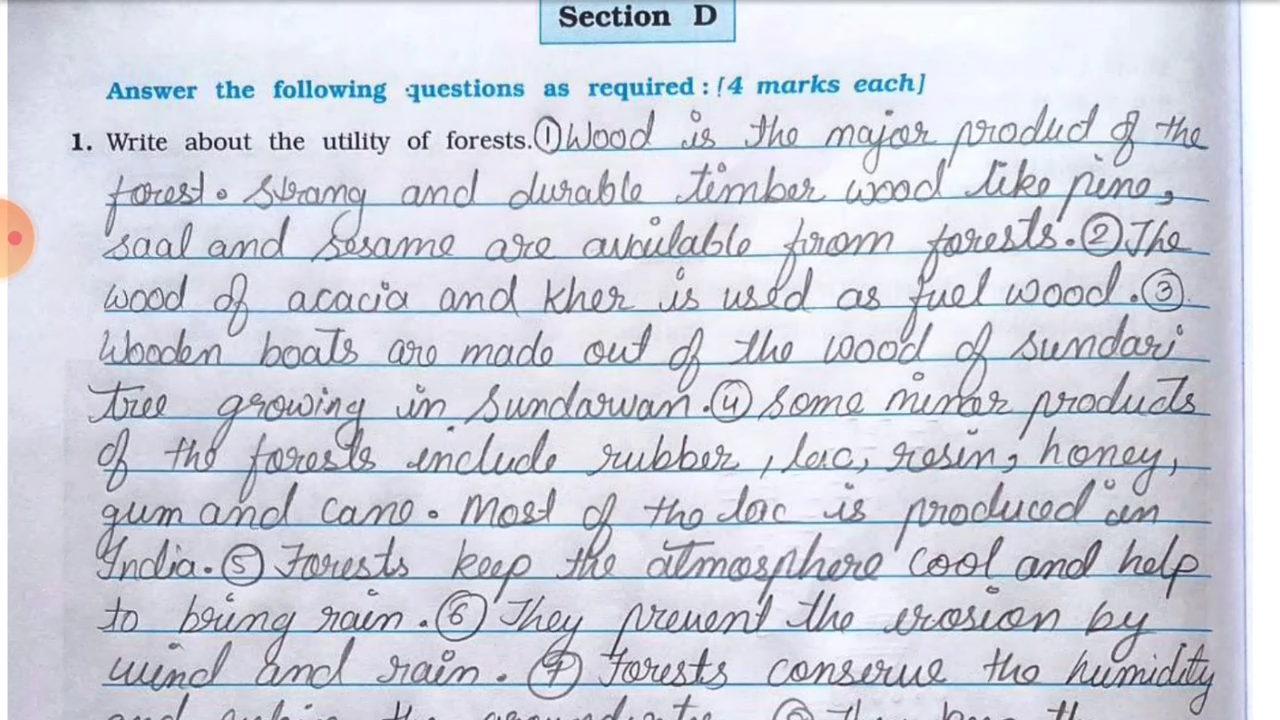 Section D
Answer the following questions as required : [4 marks each]
1. Write about the utility of forests. ① Wood is the major product of the
forest. Strong and durable timber wood like pine,
saal and sesame are available from forests. ② The
wood of acacia and kher is used as fuel wood. ③
Wooden boats are made out of the wood of sundari
tree growing in Sundarwan. ④ Some minor products
of the forests include rubber, lac, resin, honey,
gum and cane. Most of the lac is produced in
India. ⑤ Forests keep the atmosphere cool and help
to bring rain. ⑥ They prevent the erosion by
wind and rain. ⑦ Forests conserve the humidity